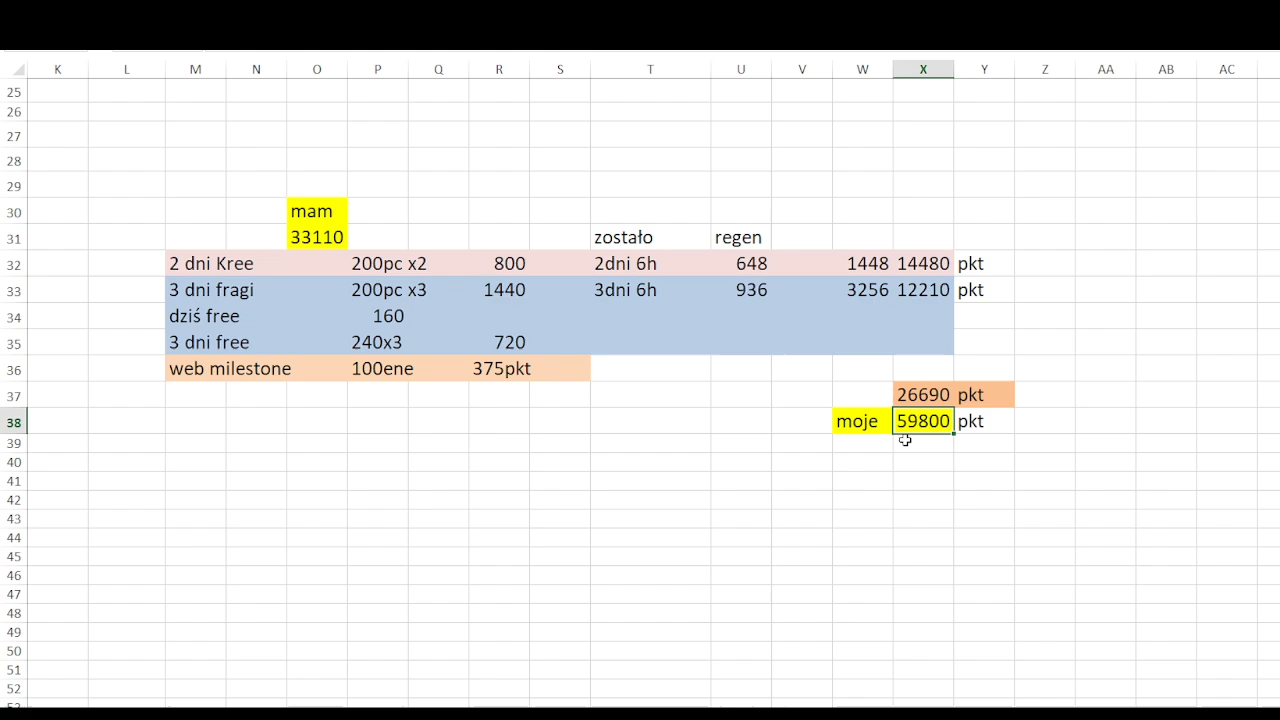 K L M N O P Q R S T U V W X Y Z AA AB AC
25
26
27
28
29
30 mam
31 33110 zostało regen
32 2 dni Kree 200pc x2 800 2dni 6h 648 1448 14480 pkt
33 3 dni fragi 200pc x3 1440 3dni 6h 936 3256 12210 pkt
34 dziś free 160
35 3 dni free 240x3 720
36 web milestone 100ene 375pkt
37 26690 pkt
38 moje 59800 pkt
39
40
41
42
43
44
45
46
47
48
49
50
51
52